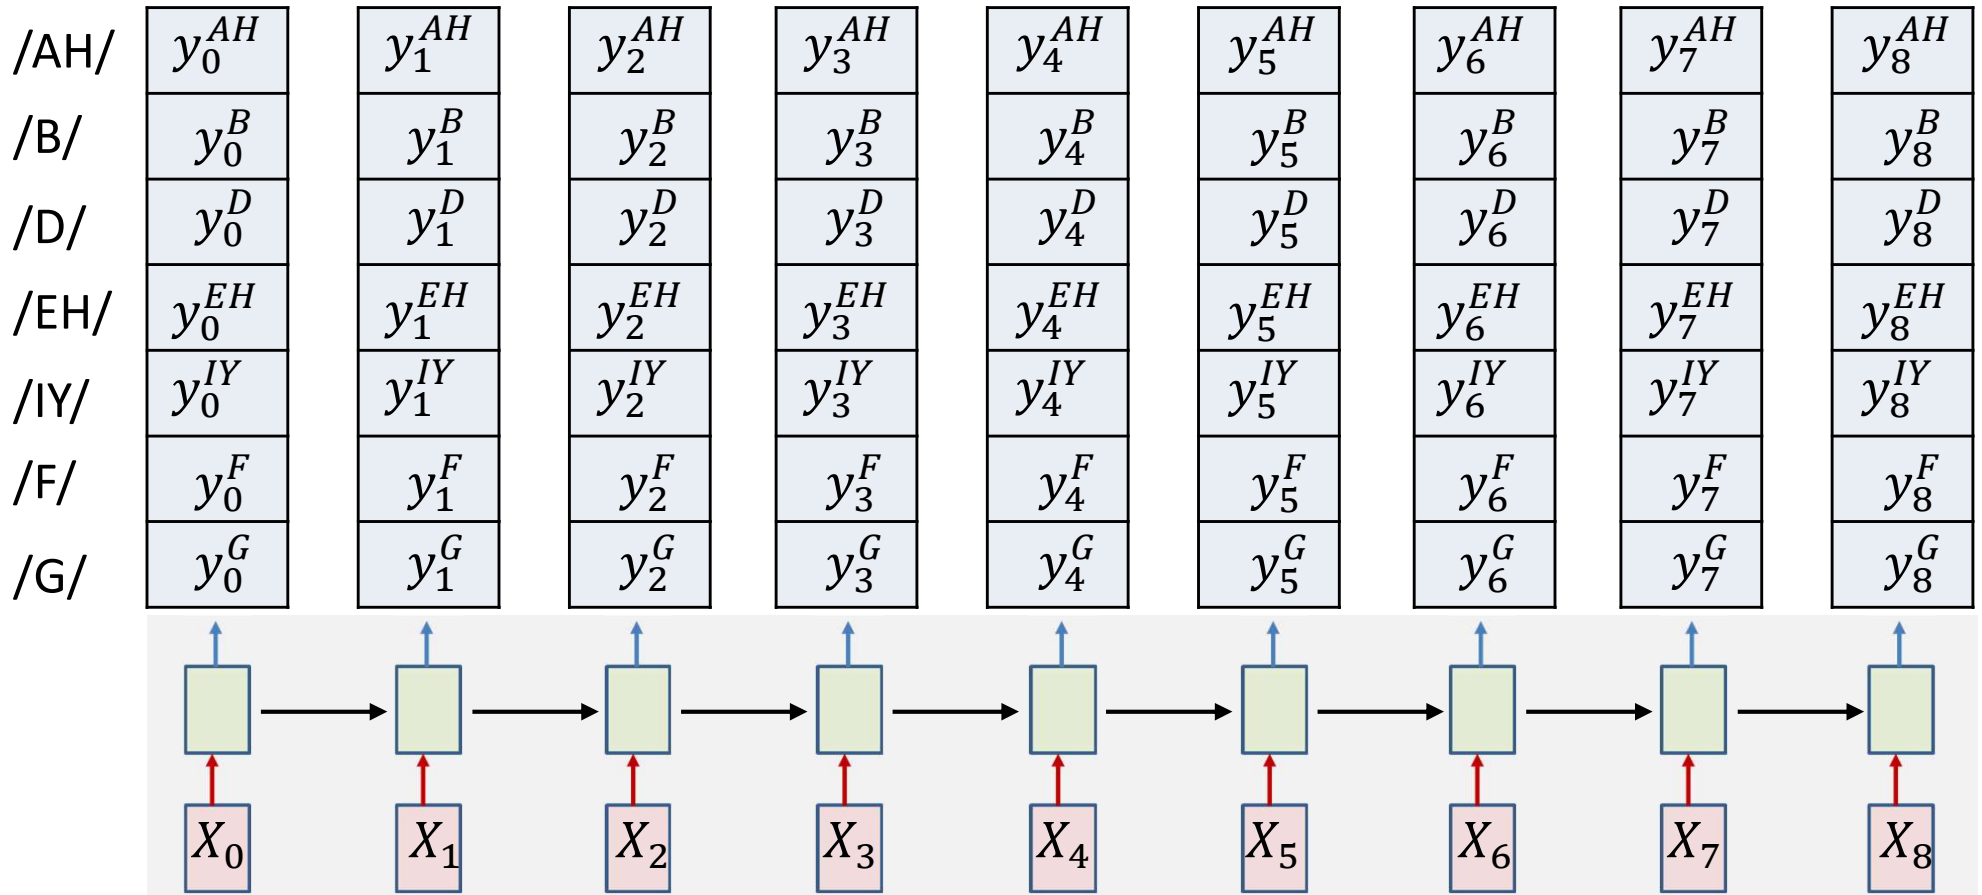 /AH/ y_0^{AH} y_1^{AH} y_2^{AH} y_3^{AH} y_4^{AH} y_5^{AH} y_6^{AH} y_7^{AH} y_8^{AH}
/B/ y_0^B y_1^B y_2^B y_3^B y_4^B y_5^B y_6^B y_7^B y_8^B
/D/ y_0^D y_1^D y_2^D y_3^D y_4^D y_5^D y_6^D y_7^D y_8^D
/EH/ y_0^{EH} y_1^{EH} y_2^{EH} y_3^{EH} y_4^{EH} y_5^{EH} y_6^{EH} y_7^{EH} y_8^{EH}
/IY/ y_0^{IY} y_1^{IY} y_2^{IY} y_3^{IY} y_4^{IY} y_5^{IY} y_6^{IY} y_7^{IY} y_8^{IY}
/F/ y_0^F y_1^F y_2^F y_3^F y_4^F y_5^F y_6^F y_7^F y_8^F
/G/ y_0^G y_1^G y_2^G y_3^G y_4^G y_5^G y_6^G y_7^G y_8^G
X_0 X_1 X_2 X_3 X_4 X_5 X_6 X_7 X_8